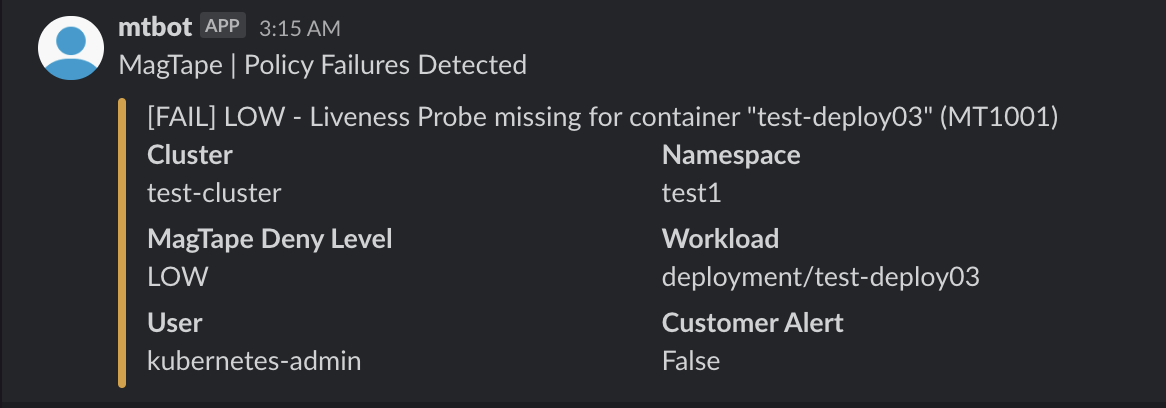 mtbot APP 3:15 AM
MagTape | Policy Failures Detected
[FAIL] LOW - Liveness Probe missing for container "test-deploy03" (MT1001)
Cluster Namespace
test-cluster test1
MagTape Deny Level Workload
LOW deployment/test-deploy03
User Customer Alert
kubernetes-admin False